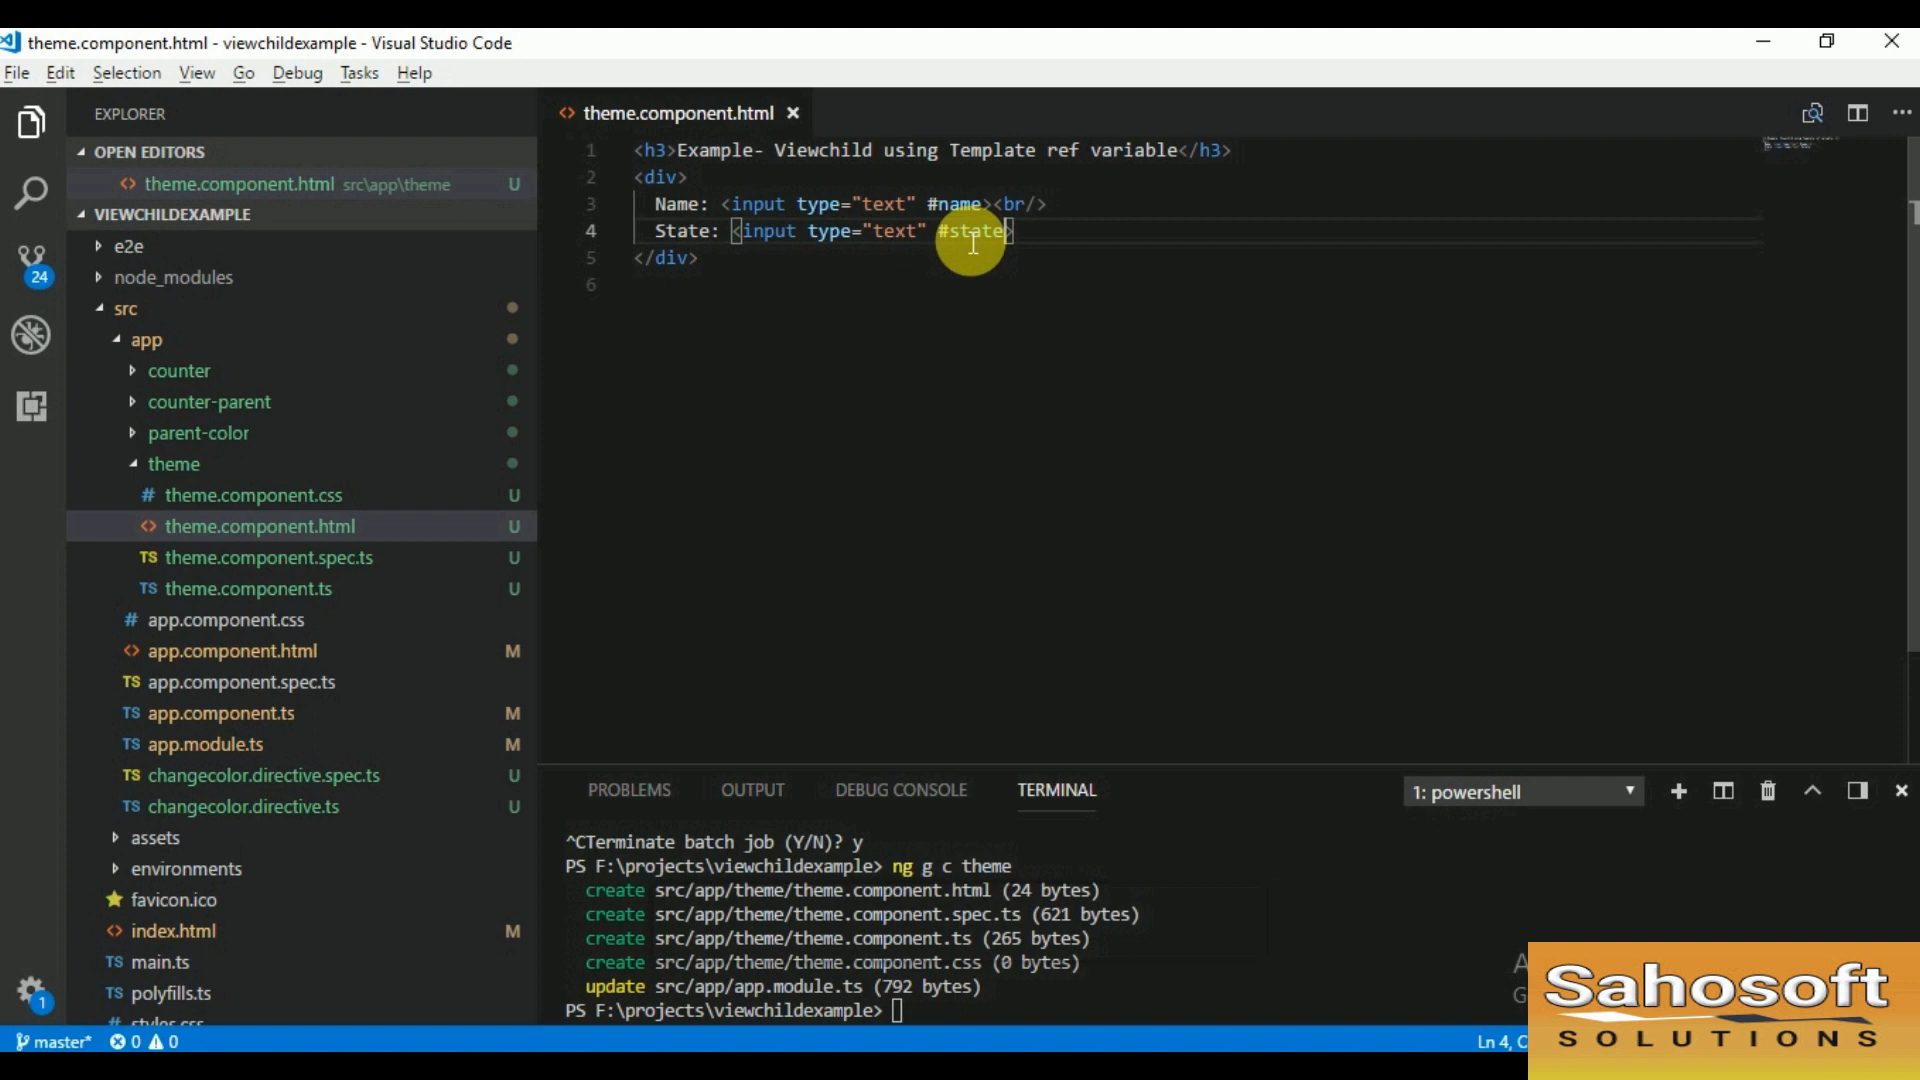 theme.component.html - viewchildexample - Visual Studio Code
File Edit Selection View Go Debug Tasks Help
EXPLORER
OPEN EDITORS
theme.component.html src\app\theme U
VIEWCHILDEXAMPLE
e2e
node_modules
src
app
counter
counter-parent
parent-color
theme
# theme.component.css U
<> theme.component.html U
TS theme.component.spec.ts U
TS theme.component.ts U
# app.component.css
<> app.component.html M
TS app.component.spec.ts
TS app.component.ts M
TS app.module.ts M
TS changecolor.directive.spec.ts U
TS changecolor.directive.ts U
assets
environments
favicon.ico
<> index.html M
TS main.ts
TS polyfills.ts
# styles.css
24
1
<> theme.component.html
1 <h3>Example- Viewchild using Template ref variable</h3>
2 <div>
3 Name: <input type="text" #name><br/>
4 State: <input type="text" #state>
5 </div>
6
PROBLEMS OUTPUT DEBUG CONSOLE TERMINAL 1: powershell
^CTerminate batch job (Y/N)? y
PS F:\projects\viewchildexample> ng g c theme
create src/app/theme/theme.component.html (24 bytes)
create src/app/theme/theme.component.spec.ts (621 bytes)
create src/app/theme/theme.component.ts (265 bytes)
create src/app/theme/theme.component.css (0 bytes)
update src/app/app.module.ts (792 bytes)
PS F:\projects\viewchildexample>
master* 0 0 Ln 4, C
Sahosoft
SOLUTIONS